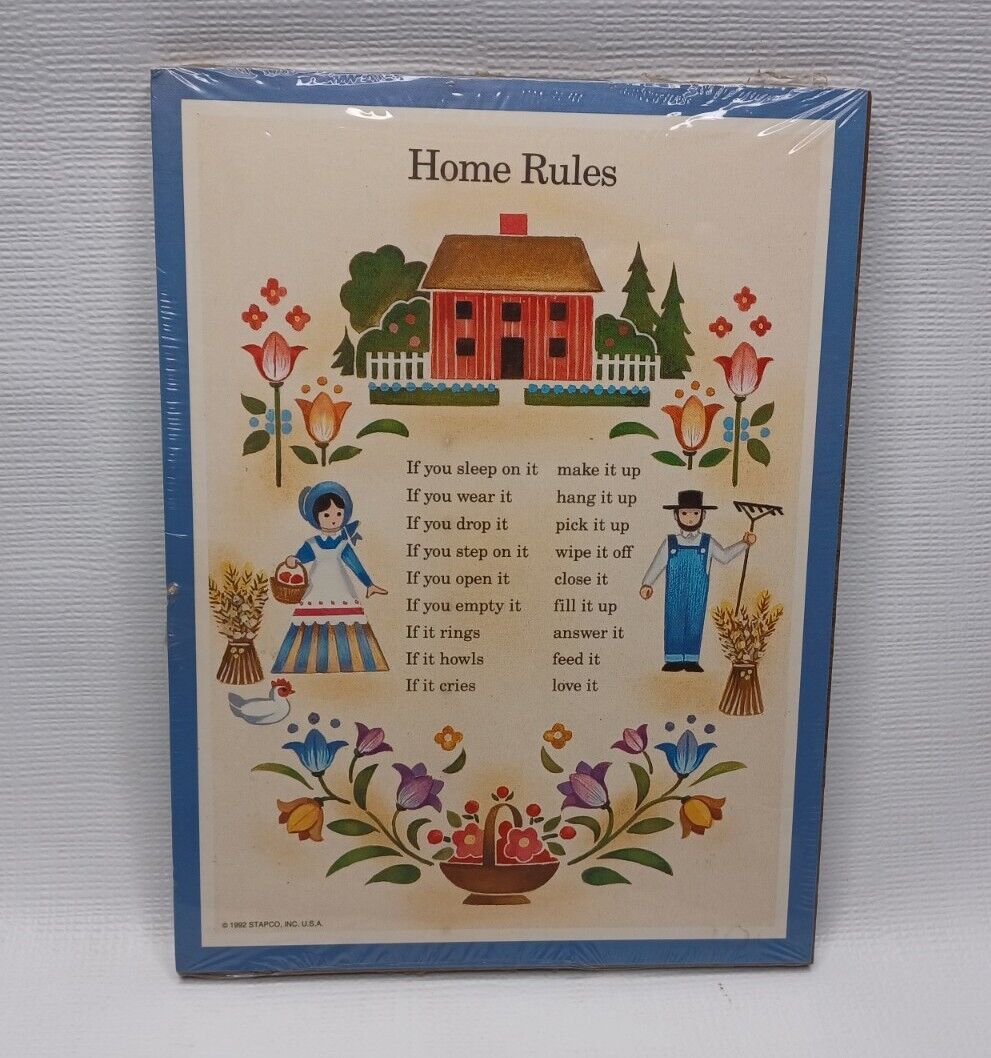 Home Rules
If you sleep on it make it up
If you wear it hang it up
If you drop it pick it up
If you step on it wipe it off
If you open it close it
If you empty it fill it up
If it rings answer it
If it howls feed it
If it cries love it
© 1992 STAPCO, INC. U.S.A.